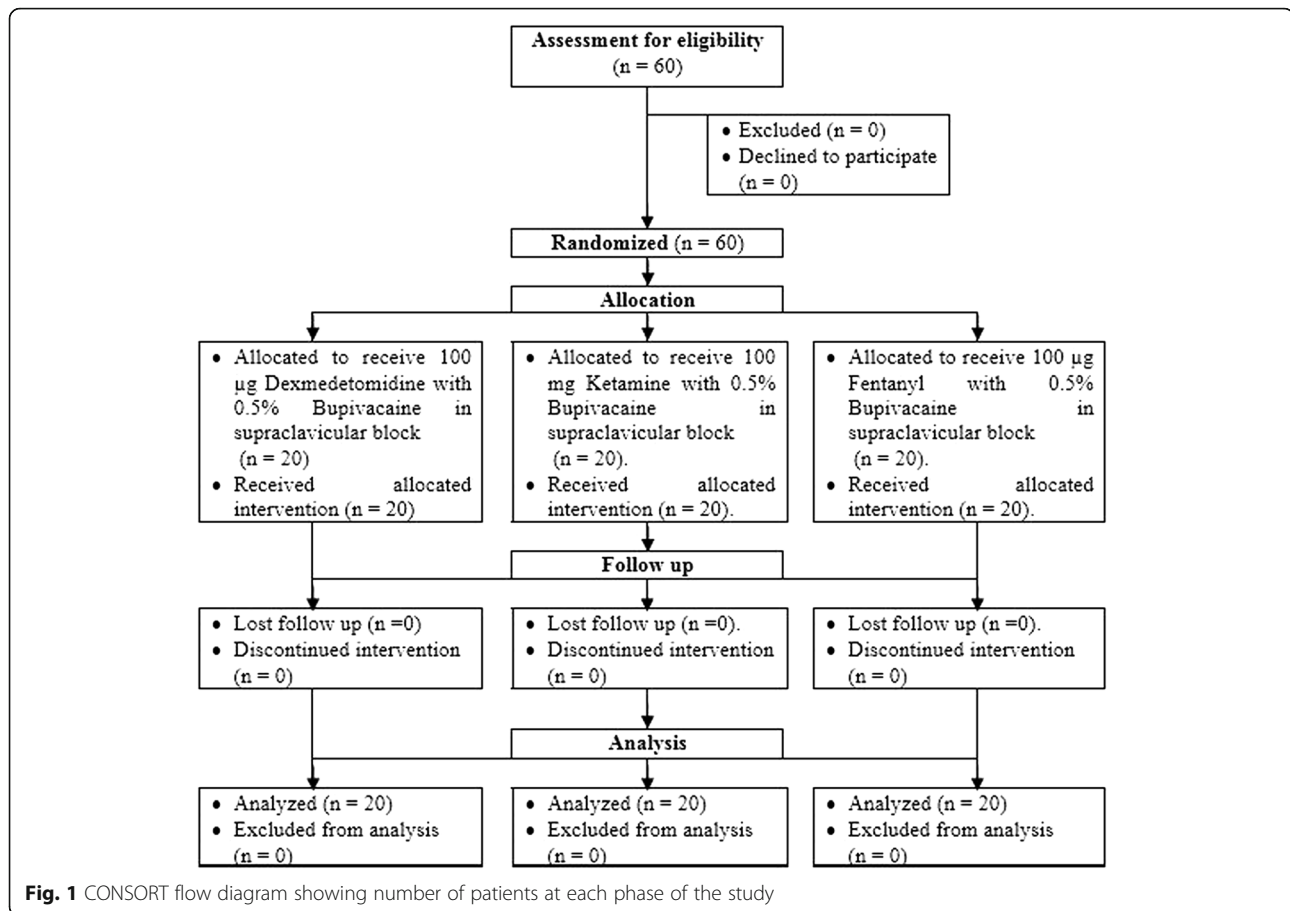 Assessment for eligibility
(n = 60)
• Excluded (n = 0)
• Declined to participate
(n = 0)
Randomized (n = 60)
Allocation
• Allocated to receive 100
µg Dexmedetomidine with
0.5% Bupivacaine in
supraclavicular block
(n = 20)
• Received allocated
intervention (n = 20)
• Allocated to receive 100
mg Ketamine with 0.5%
Bupivacaine in
supraclavicular block
(n = 20).
• Received allocated
intervention (n = 20).
• Allocated to receive 100 µg
Fentanyl with 0.5%
Bupivacaine in
supraclavicular block
(n = 20).
• Received allocated
intervention (n = 20).
Follow up
• Lost follow up (n =0)
• Discontinued intervention
(n = 0)
• Lost follow up (n =0).
• Discontinued intervention
(n = 0)
• Lost follow up (n =0).
• Discontinued intervention
(n = 0)
Analysis
• Analyzed (n = 20)
• Excluded from analysis
(n = 0)
• Analyzed (n = 20)
• Excluded from analysis
(n = 0)
• Analyzed (n = 20)
• Excluded from analysis
(n = 0)
Fig. 1 CONSORT flow diagram showing number of patients at each phase of the study